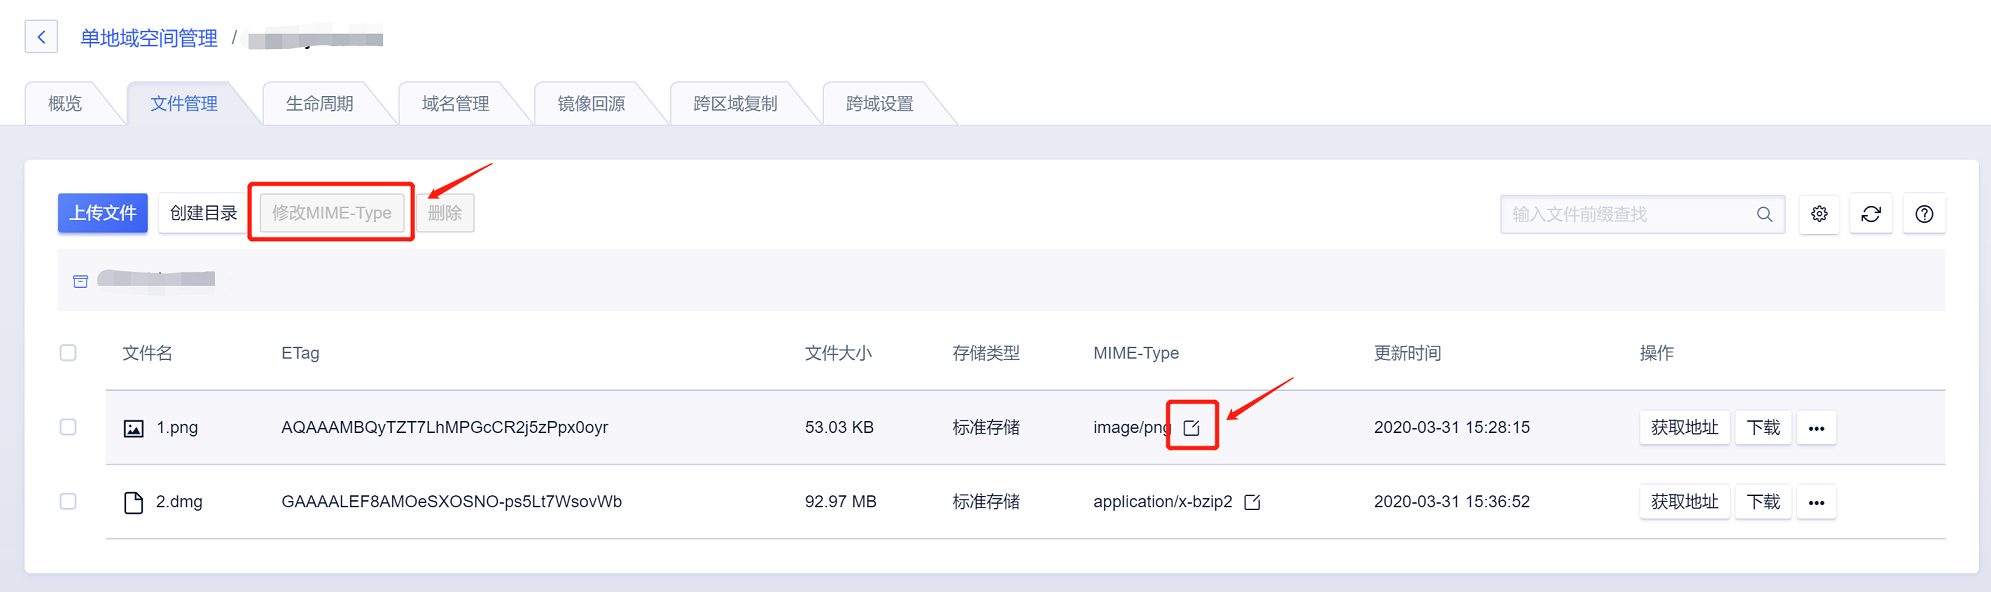 单地域空间管理 /
概览 文件管理 生命周期 域名管理 镜像回源 跨区域复制 跨域设置
上传文件 创建目录 修改MIME-Type 删除 输入文件前缀查找
文件名 ETag 文件大小 存储类型 MIME-Type 更新时间 操作
1.png AQAAAMBQyTZT7LhMPGcCR2j5zPpx0oyr 53.03 KB 标准存储 image/png 2020-03-31 15:28:15 获取地址 下载 •••
2.dmg GAAAALEF8AMOeSXOSNO-ps5Lt7WsovWb 92.97 MB 标准存储 application/x-bzip2 2020-03-31 15:36:52 获取地址 下载 •••